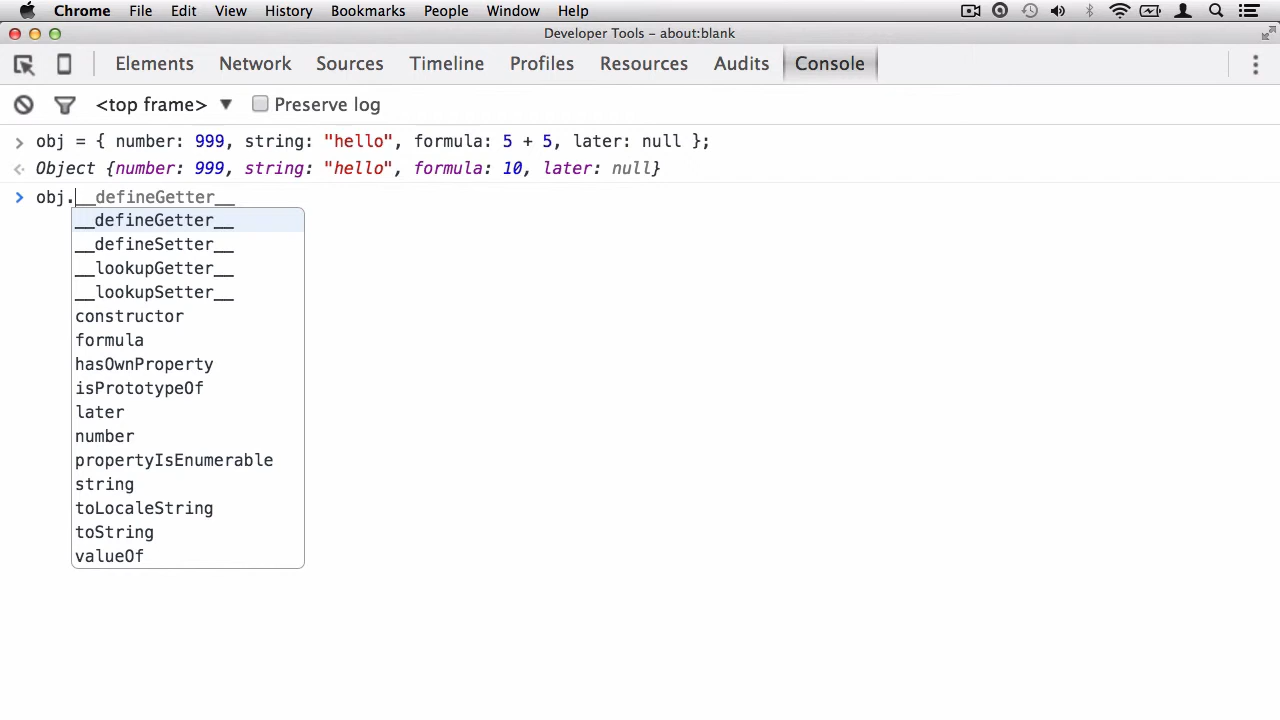 Chrome File Edit View History Bookmarks People Window Help
Developer Tools - about:blank
Elements Network Sources Timeline Profiles Resources Audits Console
<top frame> ▼ Preserve log
> obj = { number: 999, string: "hello", formula: 5 + 5, later: null };
< Object {number: 999, string: "hello", formula: 10, later: null}
> obj.__defineGetter__
__defineGetter__
__defineSetter__
__lookupGetter__
__lookupSetter__
constructor
formula
hasOwnProperty
isPrototypeOf
later
number
propertyIsEnumerable
string
toLocaleString
toString
valueOf